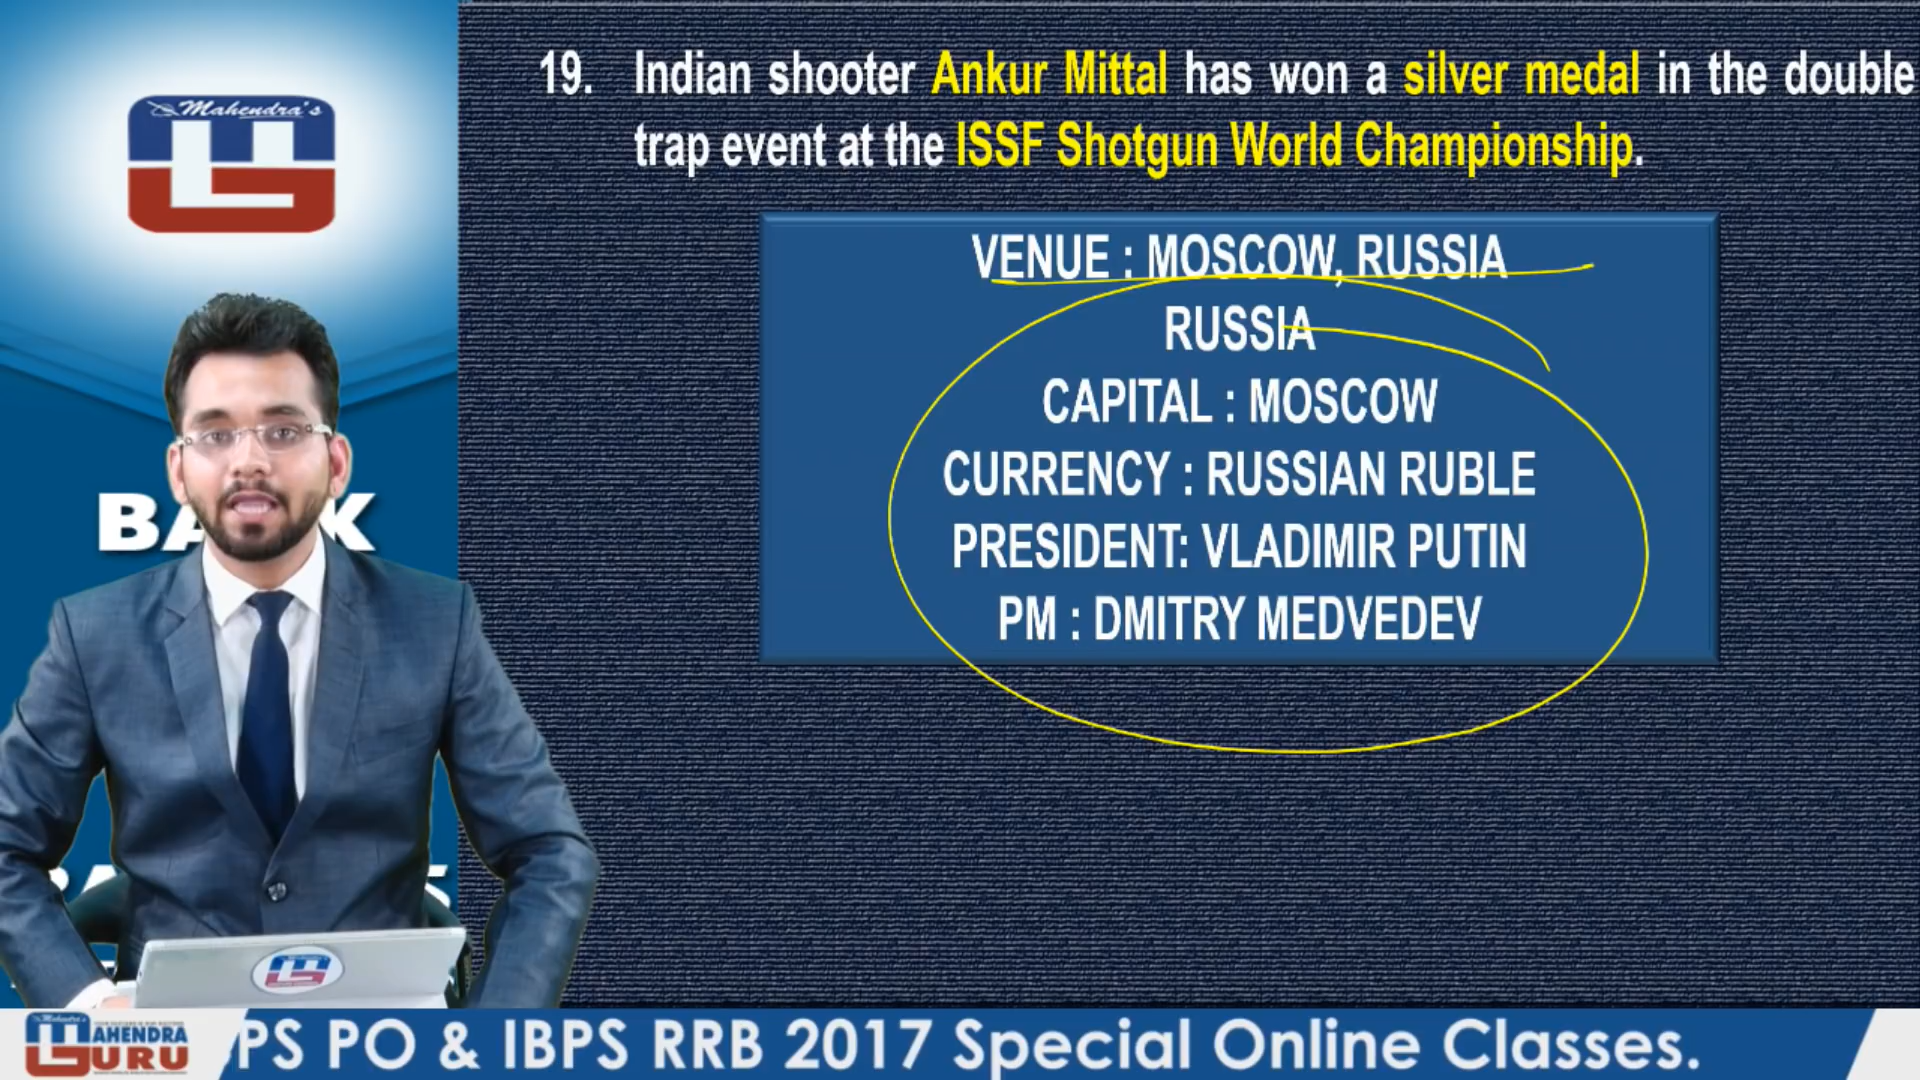 19. Indian shooter Ankur Mittal has won a silver medal in the double
trap event at the ISSF Shotgun World Championship.
VENUE : MOSCOW, RUSSIA
RUSSIA
CAPITAL : MOSCOW
CURRENCY : RUSSIAN RUBLE
PRESIDENT: VLADIMIR PUTIN
PM : DMITRY MEDVEDEV
Mahendra's
MAHENDRA
GURU
PS PO & IBPS RRB 2017 Special Online Classes.